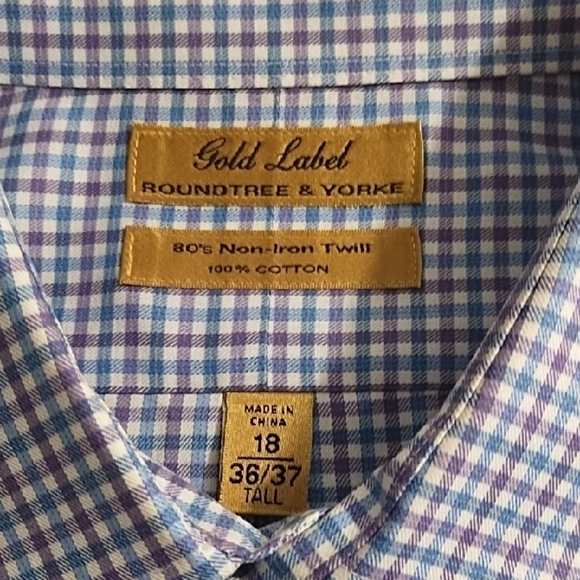 Gold Label
ROUNDTREE & YORKE
80's Non-Iron Twill
100% COTTON
MADE IN
CHINA
18
36/37
TALL